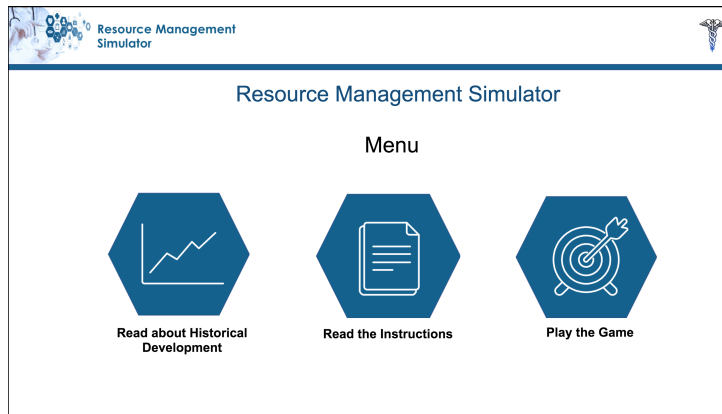 Resource Management
Simulator
Resource Management Simulator
Menu
Read about Historical
Development
Read the Instructions
Play the Game